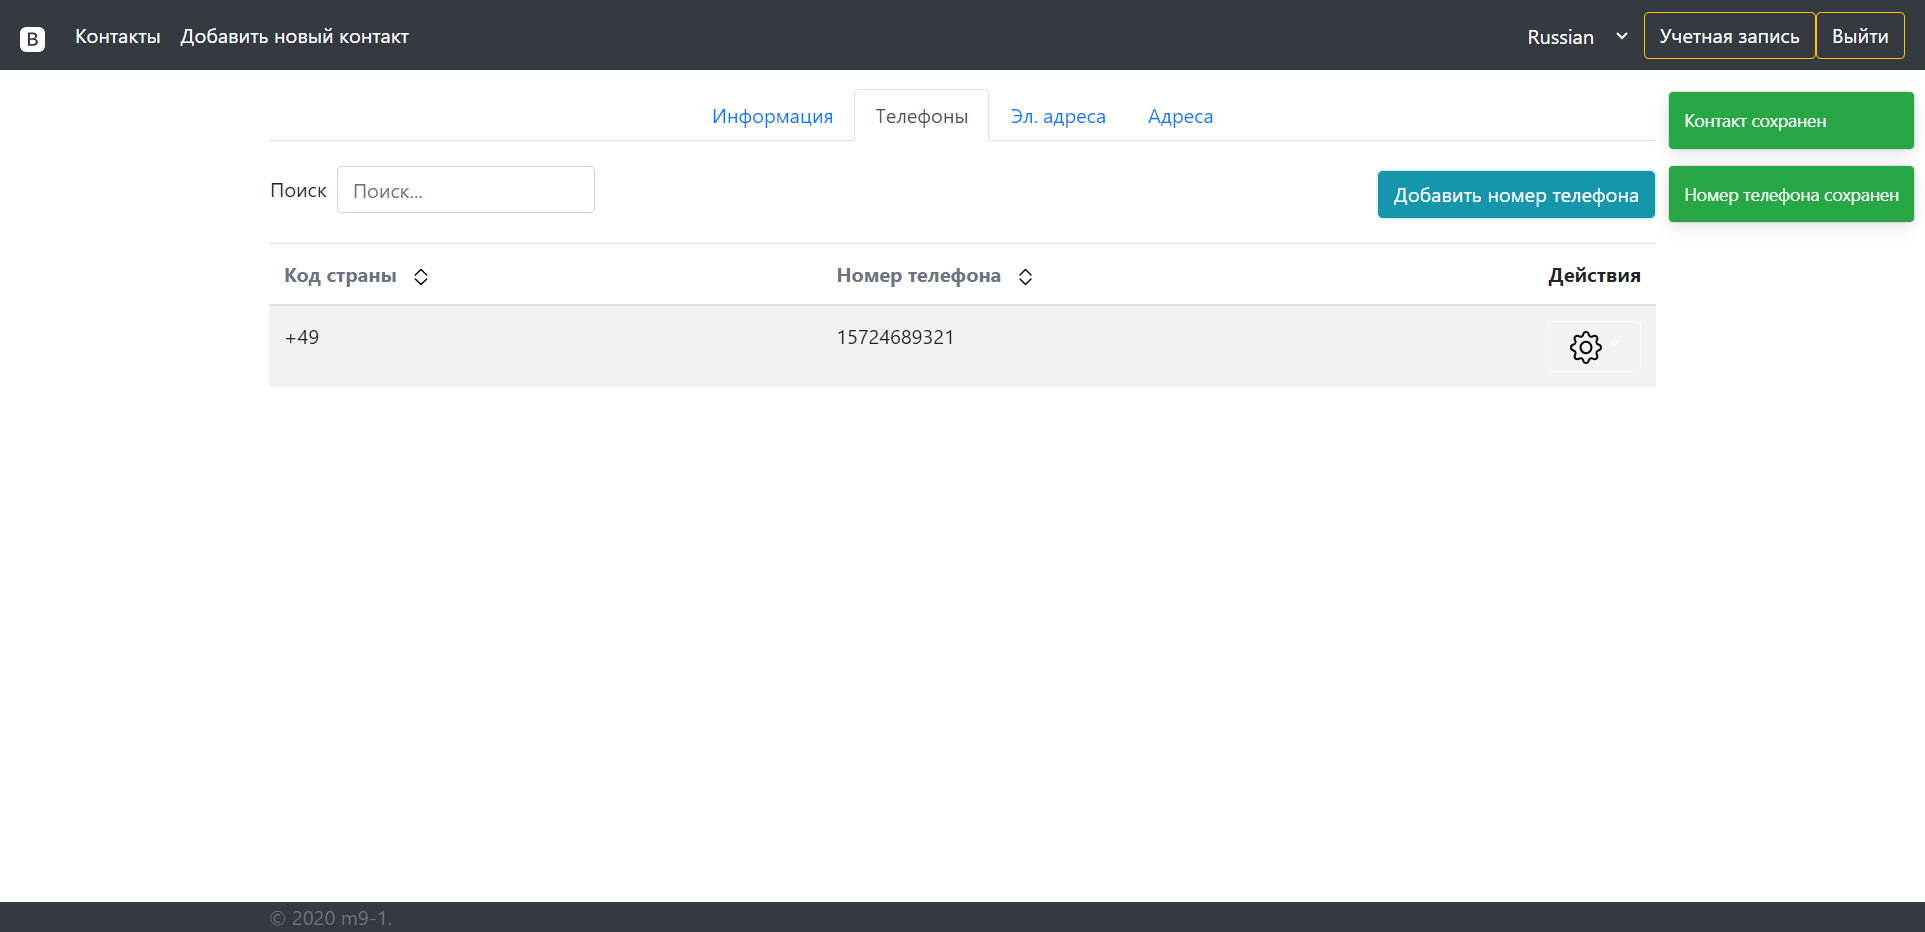 B Контакты Добавить новый контакт Russian Учетная запись Выйти
Информация Телефоны Эл. адреса Адреса
Контакт сохранен
Поиск Поиск... Добавить номер телефона Номер телефона сохранен
Код страны Номер телефона Действия
+49 15724689321
© 2020 m9-1.